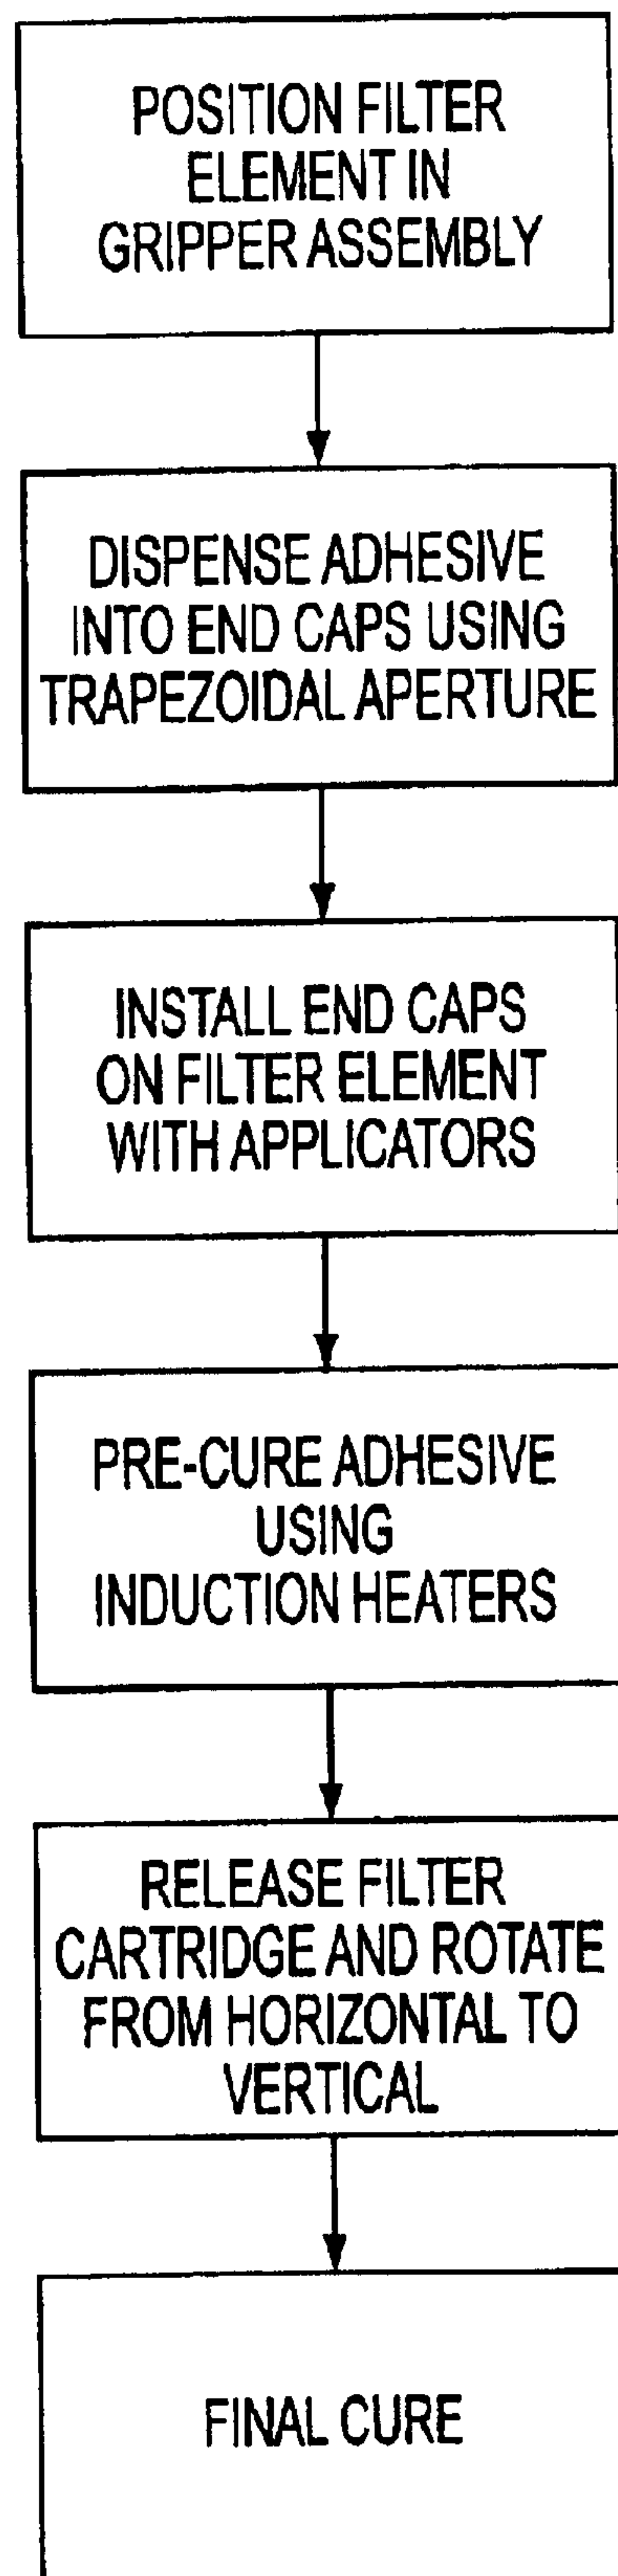 POSITION FILTER
ELEMENT IN
GRIPPER ASSEMBLY
DISPENSE ADHESIVE
INTO END CAPS USING
TRAPEZOIDAL APERTURE
INSTALL END CAPS
ON FILTER ELEMENT
WITH APPLICATORS
PRE-CURE ADHESIVE
USING
INDUCTION HEATERS
RELEASE FILTER
CARTRIDGE AND ROTATE
FROM HORIZONTAL TO
VERTICAL
FINAL CURE